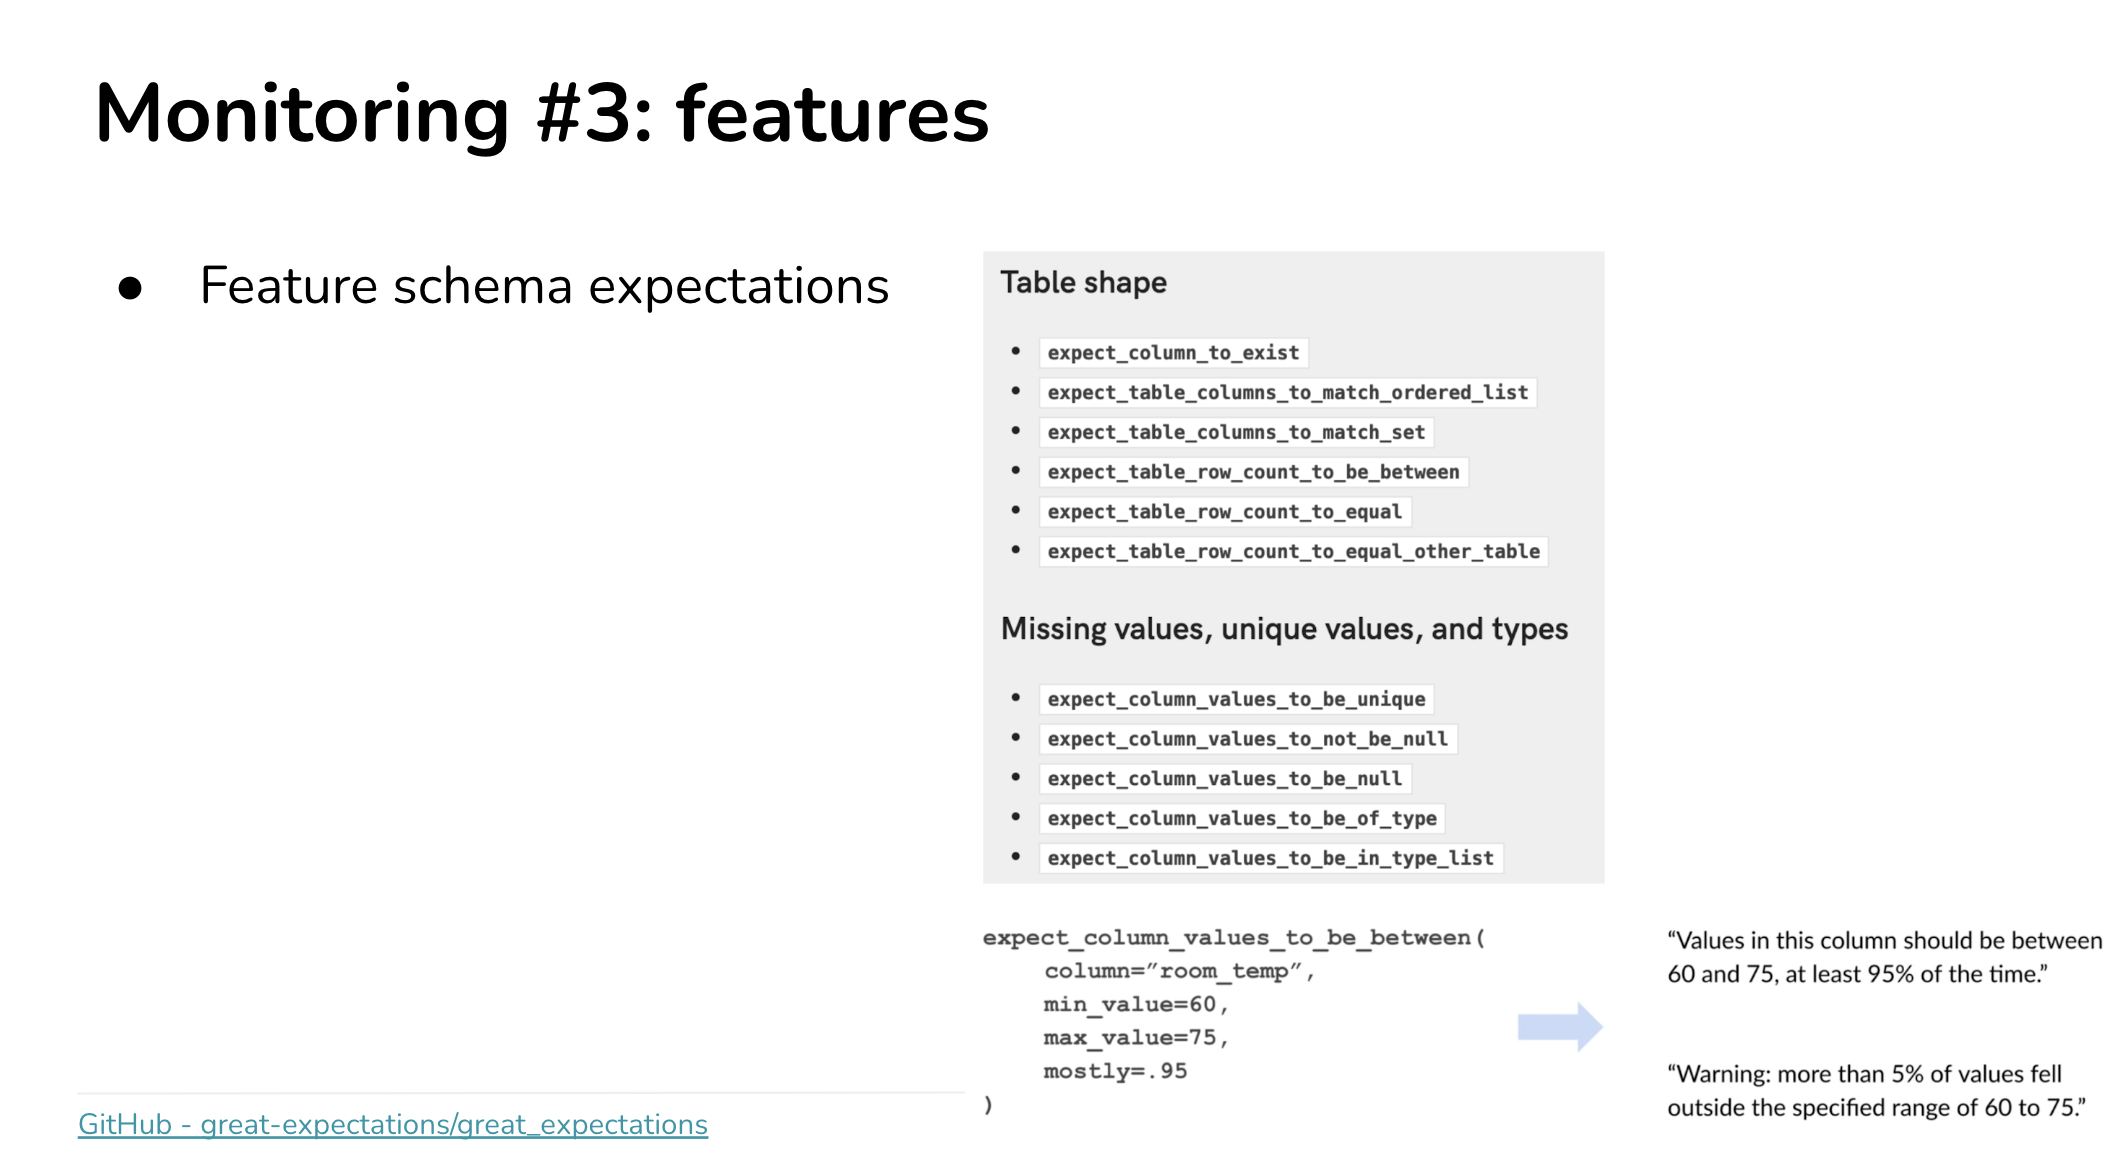 Monitoring #3: features
● Feature schema expectations
Table shape
• expect_column_to_exist
• expect_table_columns_to_match_ordered_list
• expect_table_columns_to_match_set
• expect_table_row_count_to_be_between
• expect_table_row_count_to_equal
• expect_table_row_count_to_equal_other_table
Missing values, unique values, and types
• expect_column_values_to_be_unique
• expect_column_values_to_not_be_null
• expect_column_values_to_be_null
• expect_column_values_to_be_of_type
• expect_column_values_to_be_in_type_list
expect_column_values_to_be_between(
column=”room_temp”,
min_value=60,
max_value=75,
mostly=.95
)
“Values in this column should be between
60 and 75, at least 95% of the time.”
“Warning: more than 5% of values fell
outside the specified range of 60 to 75.”
GitHub - great-expectations/great_expectations